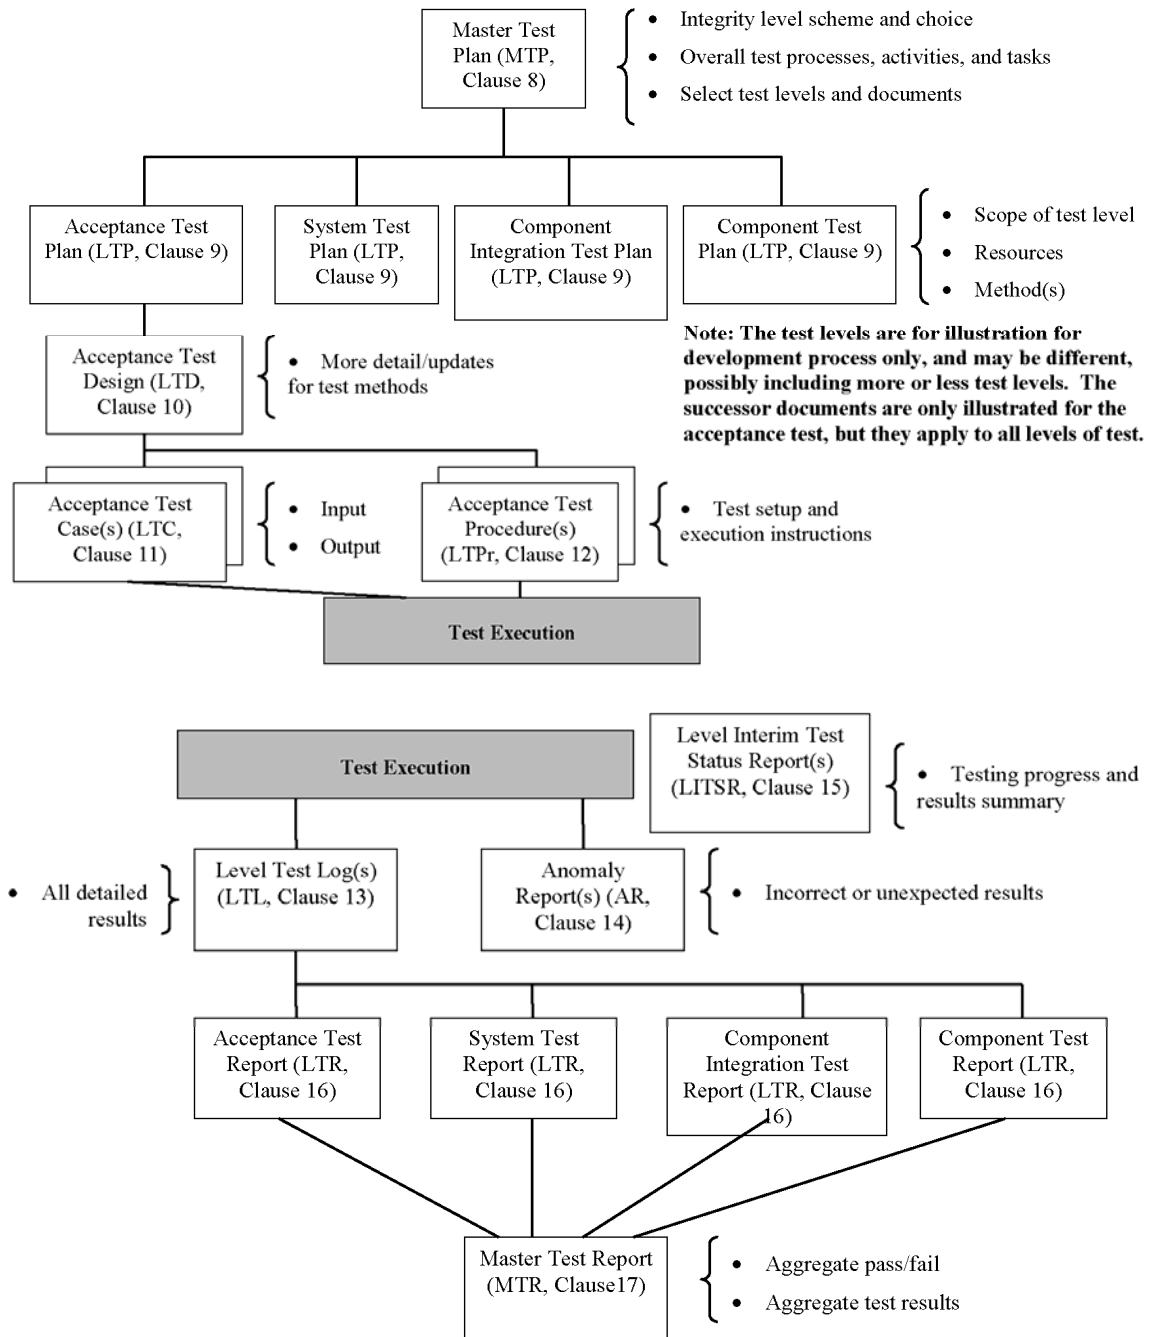 Master Test
Plan (MTP,
Clause 8)
• Integrity level scheme and choice
• Overall test processes, activities, and tasks
• Select test levels and documents
Acceptance Test
Plan (LTP, Clause 9)
System Test
Plan (LTP,
Clause 9)
Component
Integration Test Plan
(LTP, Clause 9)
Component Test
Plan (LTP, Clause 9)
• Scope of test level
• Resources
• Method(s)
Note: The test levels are for illustration for
development process only, and may be different,
possibly including more or less test levels. The
successor documents are only illustrated for the
acceptance test, but they apply to all levels of test.
Acceptance Test
Design (LTD,
Clause 10)
• More detail/updates
for test methods
Acceptance Test
Case(s) (LTC,
Clause 11)
• Input
• Output
Acceptance Test
Procedure(s)
(LTPr, Clause 12)
• Test setup and
execution instructions
Test Execution
Test Execution
Level Interim Test
Status Report(s)
(LITSR, Clause 15)
• Testing progress and
results summary
• All detailed
results
Level Test Log(s)
(LTL, Clause 13)
Anomaly
Report(s) (AR,
Clause 14)
• Incorrect or unexpected results
Acceptance Test
Report (LTR,
Clause 16)
System Test
Report (LTR,
Clause 16)
Component
Integration Test
Report (LTR, Clause
16)
Component Test
Report (LTR,
Clause 16)
Master Test Report
(MTR, Clause17)
• Aggregate pass/fail
• Aggregate test results